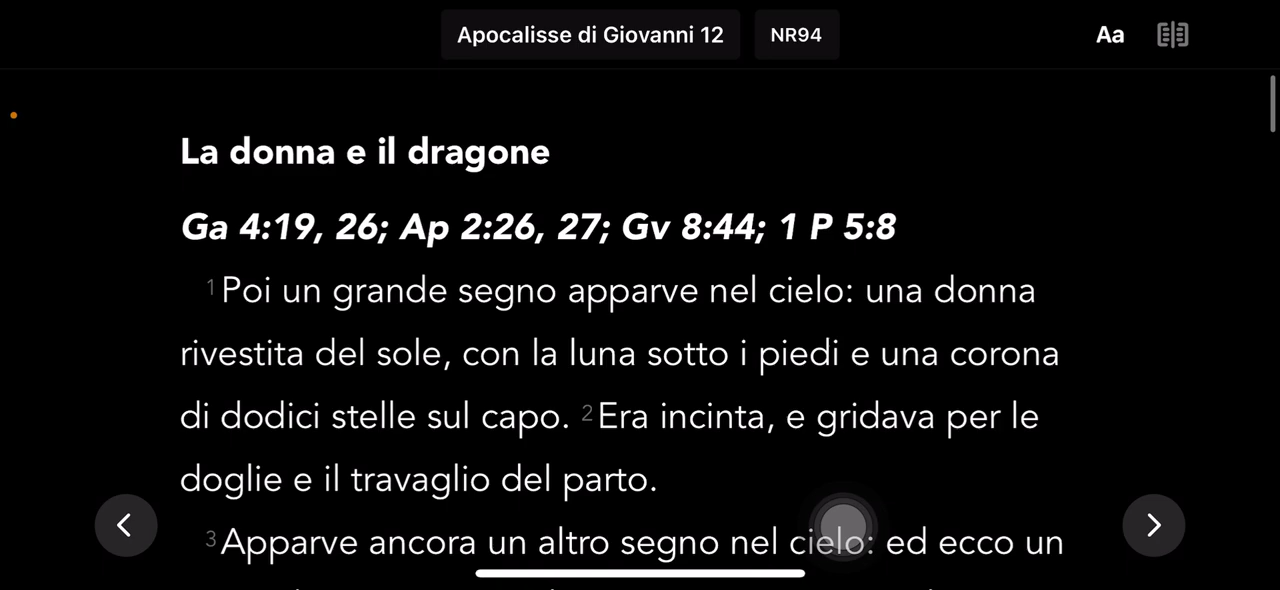 Apocalisse di Giovanni 12 NR94 Aa
La donna e il dragone
Ga 4:19, 26; Ap 2:26, 27; Gv 8:44; 1 P 5:8
1 Poi un grande segno apparve nel cielo: una donna
rivestita del sole, con la luna sotto i piedi e una corona
di dodici stelle sul capo. 2 Era incinta, e gridava per le
doglie e il travaglio del parto.
3 Apparve ancora un altro segno nel cielo: ed ecco un